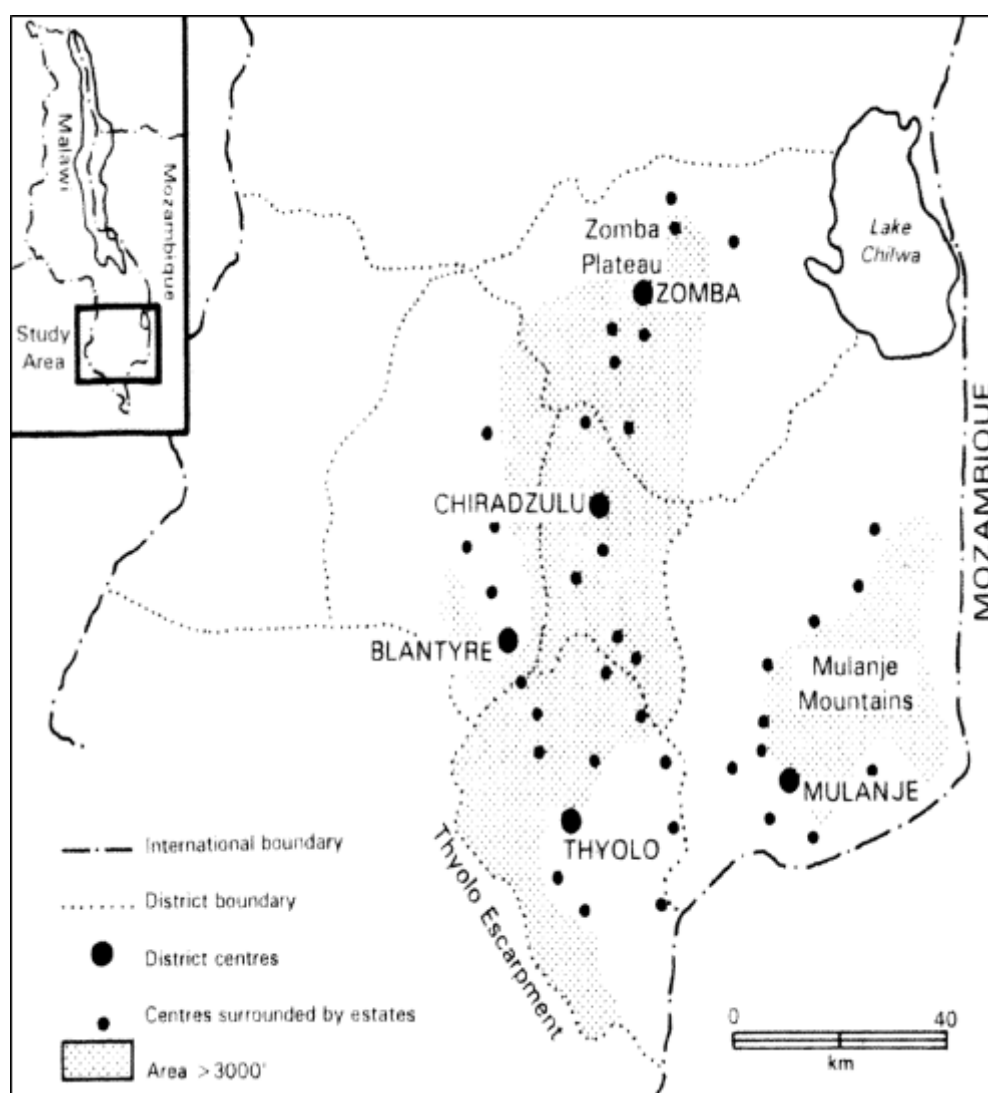 Malawi
Mozambique
Study
Area
Zomba
Plateau
ZOMBA
Lake
Chilwa
MOZAMBIQUE
CHIRADZULU
BLANTYRE
Mulanje
Mountains
MULANJE
THYOLO
Thyolo Escarpment
International boundary
District boundary
District centres
Centres surrounded by estates
Area >3000'
0 40
km